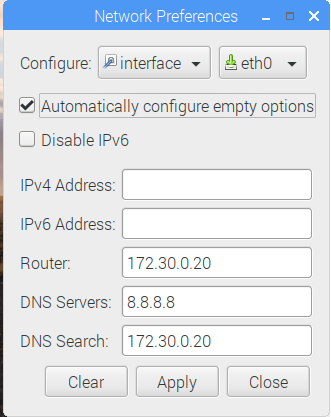 Network Preferences
Configure: interface eth0
Automatically configure empty options
Disable IPv6
IPv4 Address:
IPv6 Address:
Router: 172.30.0.20
DNS Servers: 8.8.8.8
DNS Search: 172.30.0.20
Clear Apply Close